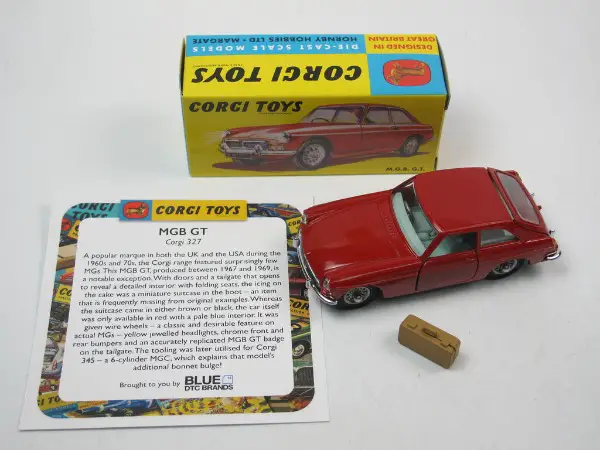 DESIGNED IN
GREAT BRITAIN
DIE-CAST SCALE MODELS
HORNBY HOBBIES LTD • MARGATE
CORGI TOYS
CORGI TOYS
M.G.B. G.T.
CORGI TOYS
MGB GT
Corgi 327
A popular marque in both the UK and the USA during the
1960s and 70s, the Corgi range featured surprisingly few
MGs. This MGB GT, produced between 1967 and 1969, is
a notable exception. With doors and a tailgate that opens
to reveal a detailed interior with folding seats, the icing on
the cake was a miniature suitcase in the boot – an item
that is frequently missing from original examples. Whereas
the suitcase came in either brown or black, the car itself
was only available in red with a pale blue interior. It was
given wire wheels – a classic and desirable feature on
actual MGs – yellow jewelled headlights, chrome front and
rear bumpers and an accurately replicated MGB GT badge
on the tailgate. The tooling was later utilised for Corgi
345 – a 6-cylinder MGC, which explains that model's
additional bonnet bulge!
Brought to you by BLUE
DTC BRANDS
CORGI TOYS